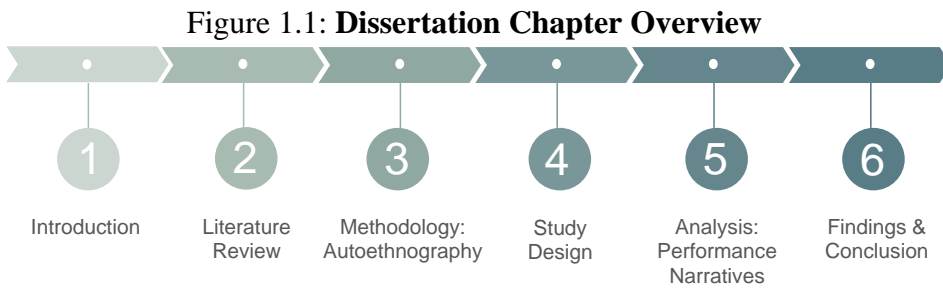 Figure 1.1: Dissertation Chapter Overview
1
2
3
4
5
6
Introduction
Literature
Review
Methodology:
Autoethnography
Study
Design
Analysis:
Performance
Narratives
Findings &
Conclusion